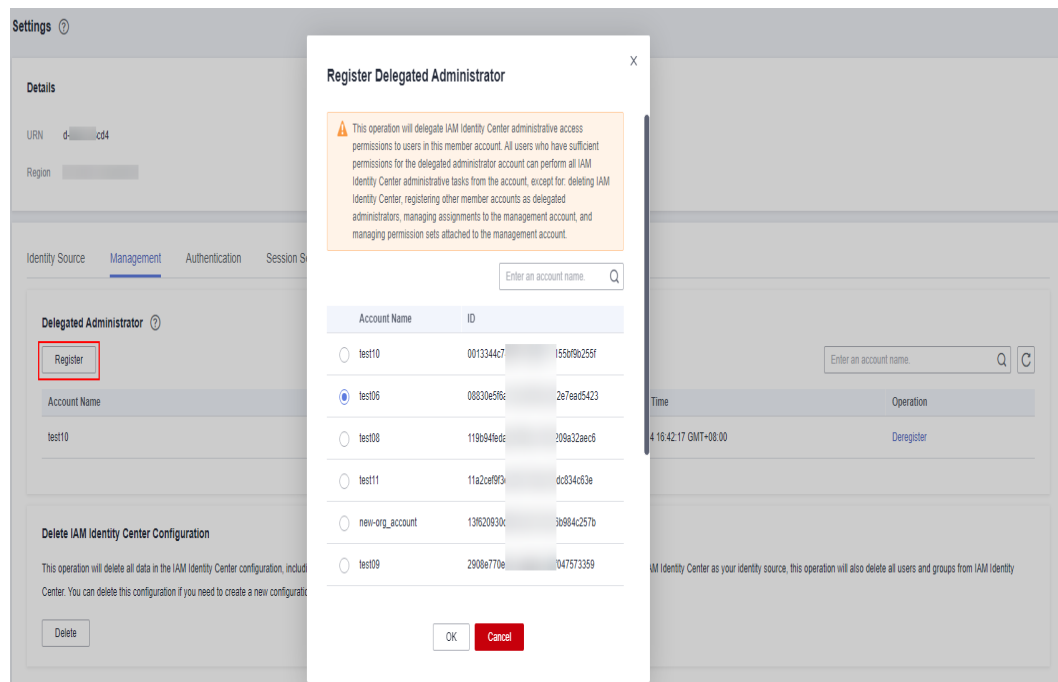 Settings ?
Details
URN d- cd4
Region
Identity Source Management Authentication Session S
Delegated Administrator ?
Register
Enter an account name.
Account Name Time Operation
test10 4 16:42:17 GMT+08:00 Deregister
Delete IAM Identity Center Configuration
This operation will delete all data in the IAM Identity Center configuration, includi AM Identity Center as your identity source, this operation will also delete all users and groups from IAM Identity
Center. You can delete this configuration if you need to create a new configuratio
Delete
X
Register Delegated Administrator
This operation will delegate IAM Identity Center administrative access
permissions to users in this member account. All users who have sufficient
permissions for the delegated administrator account can perform all IAM
Identity Center administrative tasks from the account, except for: deleting IAM
Identity Center, registering other member accounts as delegated
administrators, managing assignments to the management account, and
managing permission sets attached to the management account.
Enter an account name.
Account Name ID
test10 0013344c7 155bf9b255f
test06 08830e5f6a 2e7ead5423
test08 119b94feda 209a32aec6
test11 11a2cef9f3 dc834c63e
new-org_account 13f620930 b984c257b
test09 2908e770e 047573359
OK Cancel